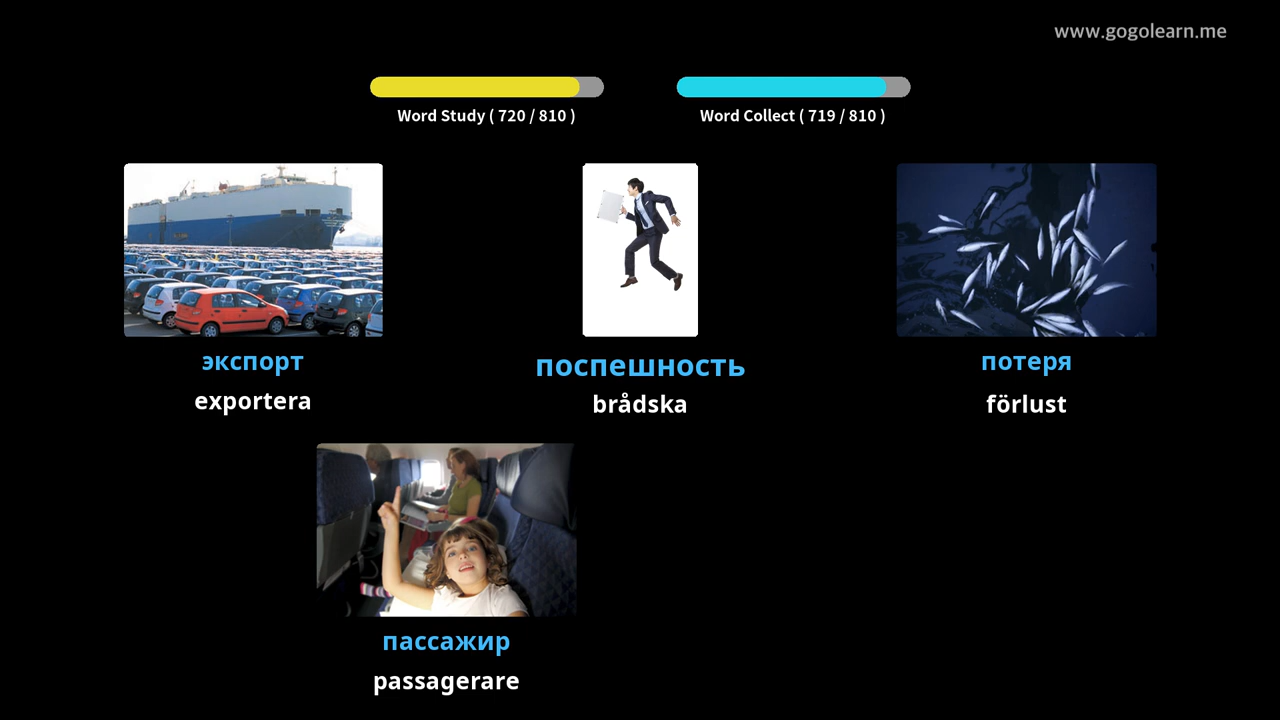 www.gogolearn.me
Word Study ( 720 / 810 )
Word Collect ( 719 / 810 )
экспорт
exportera
поспешность
brådska
потеря
förlust
пассажир
passagerare